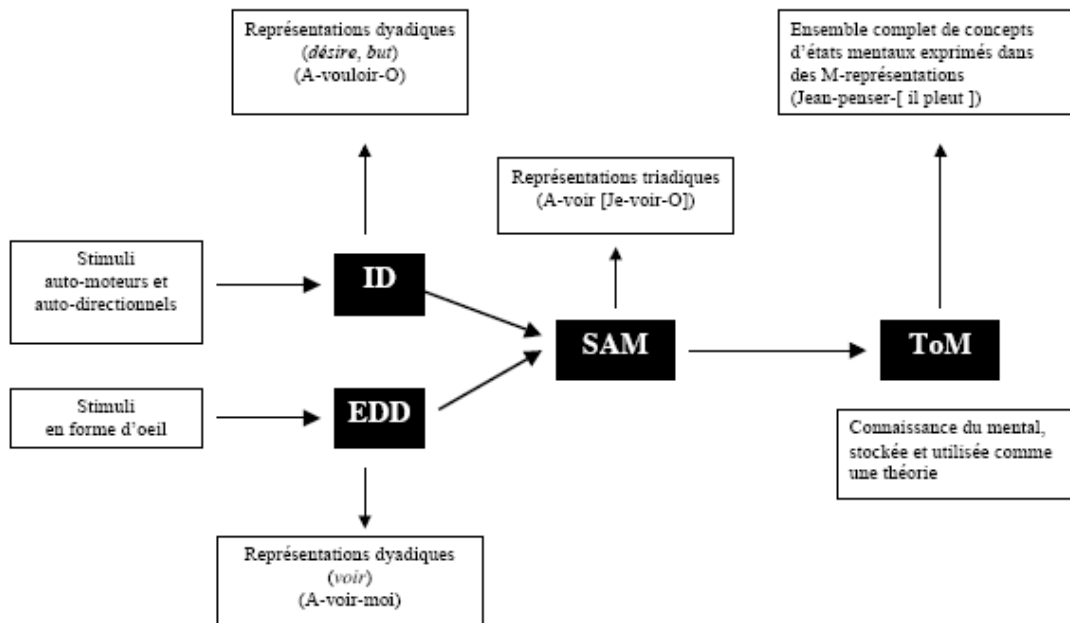 Représentations dyadiques
(désire, but)
(A-vouloir-O)
Ensemble complet de concepts
d'états mentaux exprimés dans
des M-représentations
(Jean-penser-[ il pleut ])
Représentations triadiques
(A-voir [Je-voir-O])
Stimuli
auto-moteurs et
auto-directionnels
ID
SAM
ToM
Stimuli
en forme d'oeil
EDD
Connaissance du mental,
stockée et utilisée comme
une théorie
Représentations dyadiques
(voir)
(A-voir-moi)